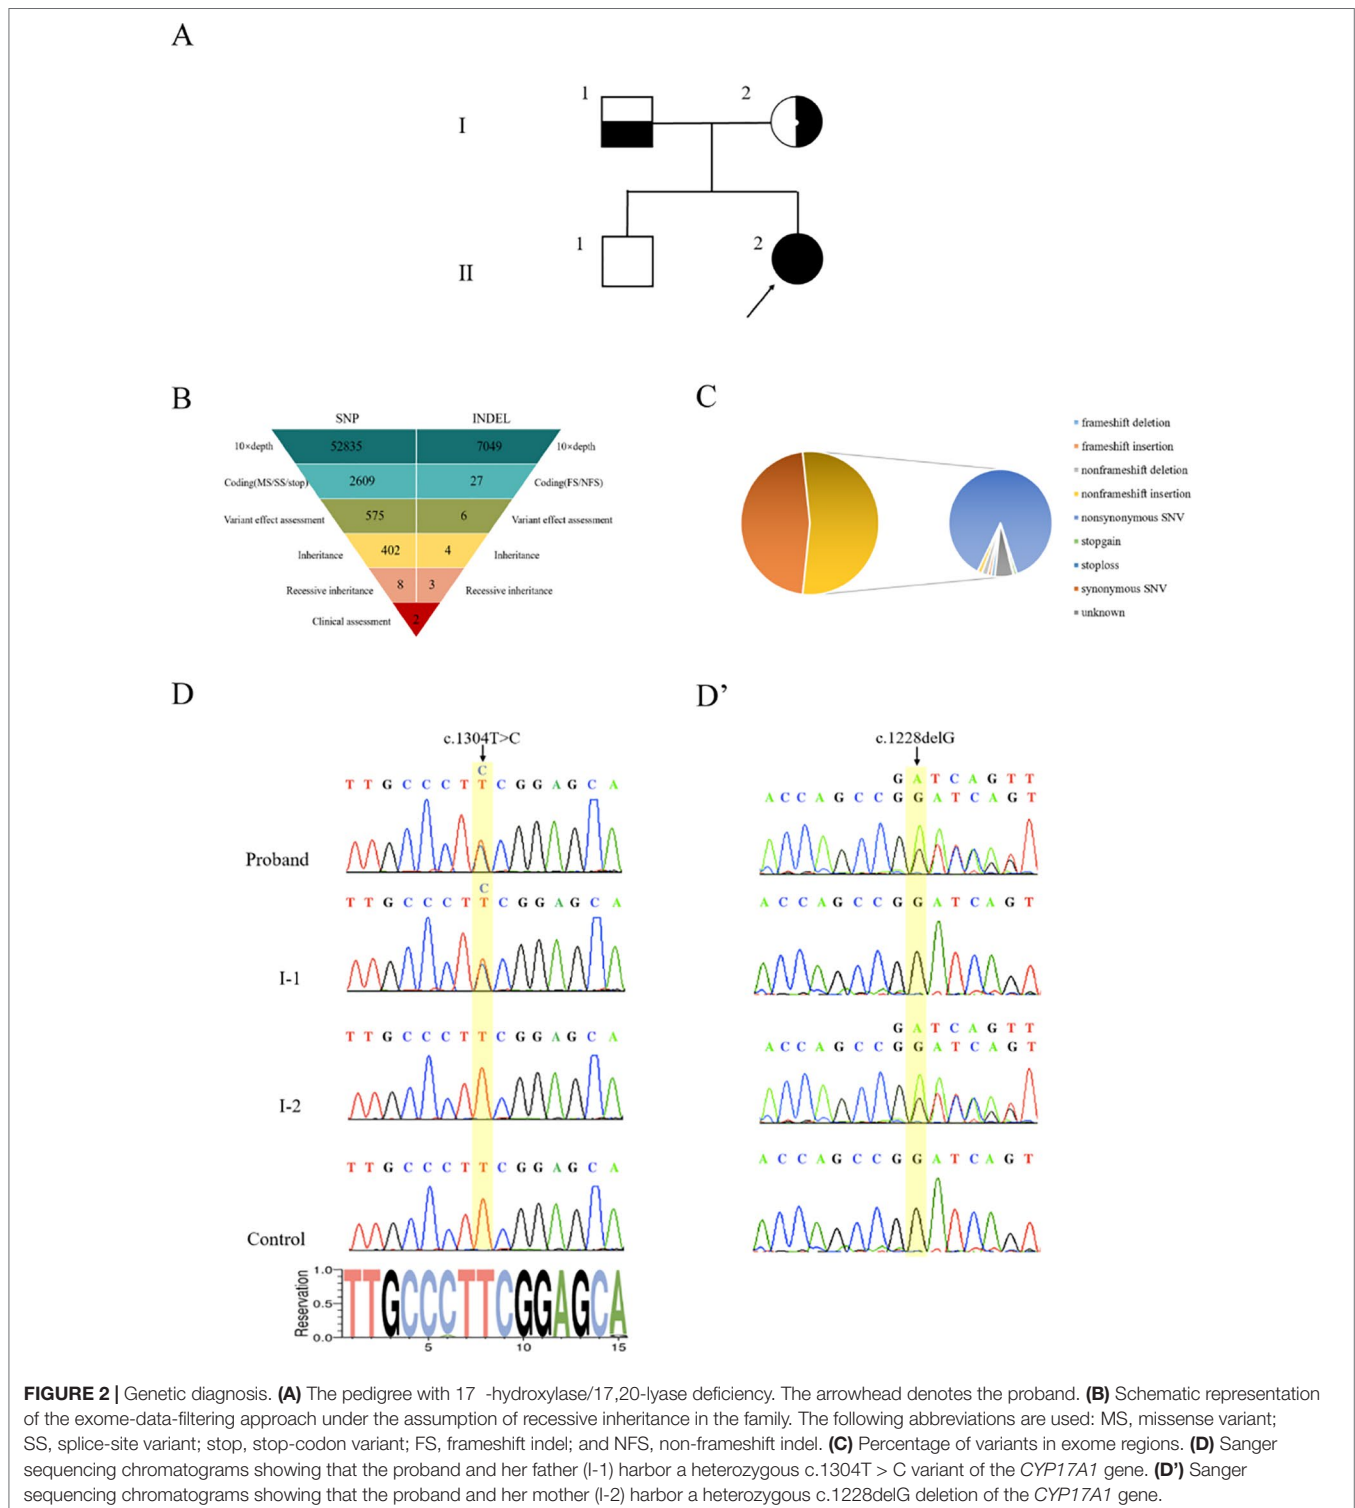 A
1
2
I
1
2
II
B
SNP INDEL
10×depth 52835 7049 10×depth
Coding(MS/SS/stop) 2609 27 Coding(FS/NFS)
Variant effect assessment 575 6 Variant effect assessment
Inheritance 402 4 Inheritance
Recessive inheritance 8 3 Recessive inheritance
Clinical assessment 2
C
frameshift deletion
frameshift insertion
nonframeshift deletion
nonframeshift insertion
nonsynonymous SNV
stopgain
stoploss
synonymous SNV
unknown
D
c.1304T>C
C
T T G C C C T T C G G A G C A
Proband
C
T T G C C C T T C G G A G C A
I-1
T T G C C C T T C G G A G C A
I-2
T T G C C C T T C G G A G C A
Control
Reservation
1.0
0.5
0.0
TTGCCCTTCGGAGCA
5 10 15
D’
c.1228delG
G A T C A G T T
A C C A G C C G G A T C A G T
A C C A G C C G G A T C A G T
G A T C A G T T
A C C A G C C G G A T C A G T
A C C A G C C G G A T C A G T
FIGURE 2 | Genetic diagnosis. (A) The pedigree with 17 -hydroxylase/17,20-lyase deficiency. The arrowhead denotes the proband. (B) Schematic representation
of the exome-data-filtering approach under the assumption of recessive inheritance in the family. The following abbreviations are used: MS, missense variant;
SS, splice-site variant; stop, stop-codon variant; FS, frameshift indel; and NFS, non-frameshift indel. (C) Percentage of variants in exome regions. (D) Sanger
sequencing chromatograms showing that the proband and her father (I-1) harbor a heterozygous c.1304T > C variant of the CYP17A1 gene. (D’) Sanger
sequencing chromatograms showing that the proband and her mother (I-2) harbor a heterozygous c.1228delG deletion of the CYP17A1 gene.